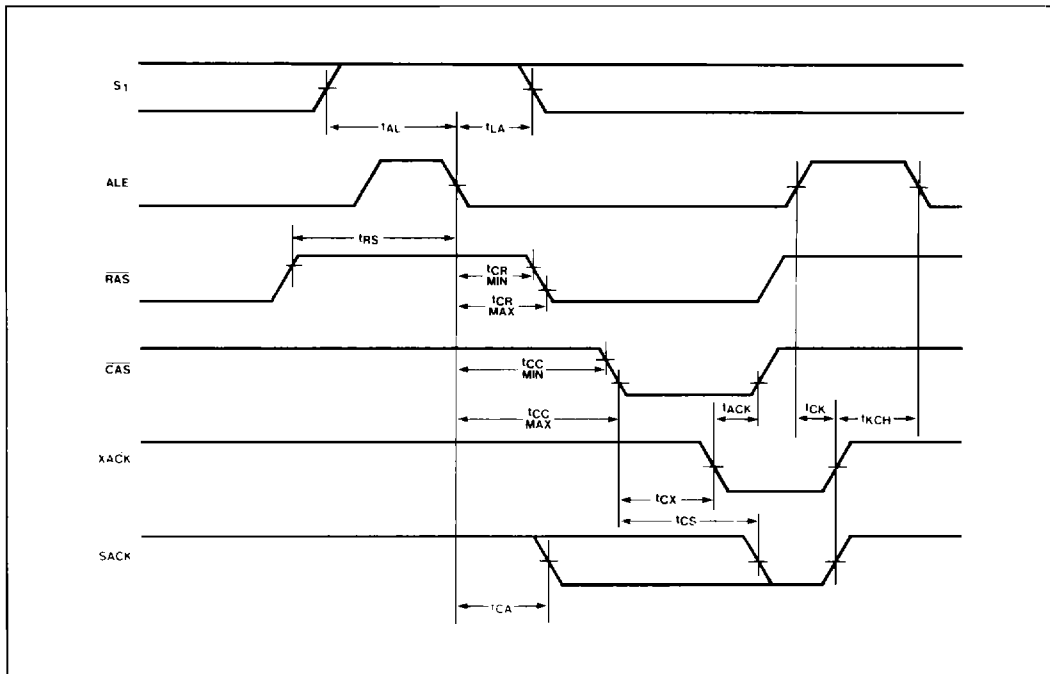 S1
tAL
tLA
ALE
tRS
RAS
tCR
MIN
tCR
MAX
CAS
tCC
MIN
tCC
MAX
tACK
tCK
tKCH
XACK
tCX
tCS
SACK
tCA